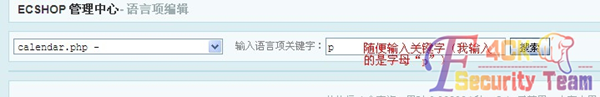 ECSHOP 管理中心 - 语言项编辑
calendar.php - 输入语言项关键字： p 搜索
随便输入关键字（我输入
的是字母“p”）
F4CK
Security Team